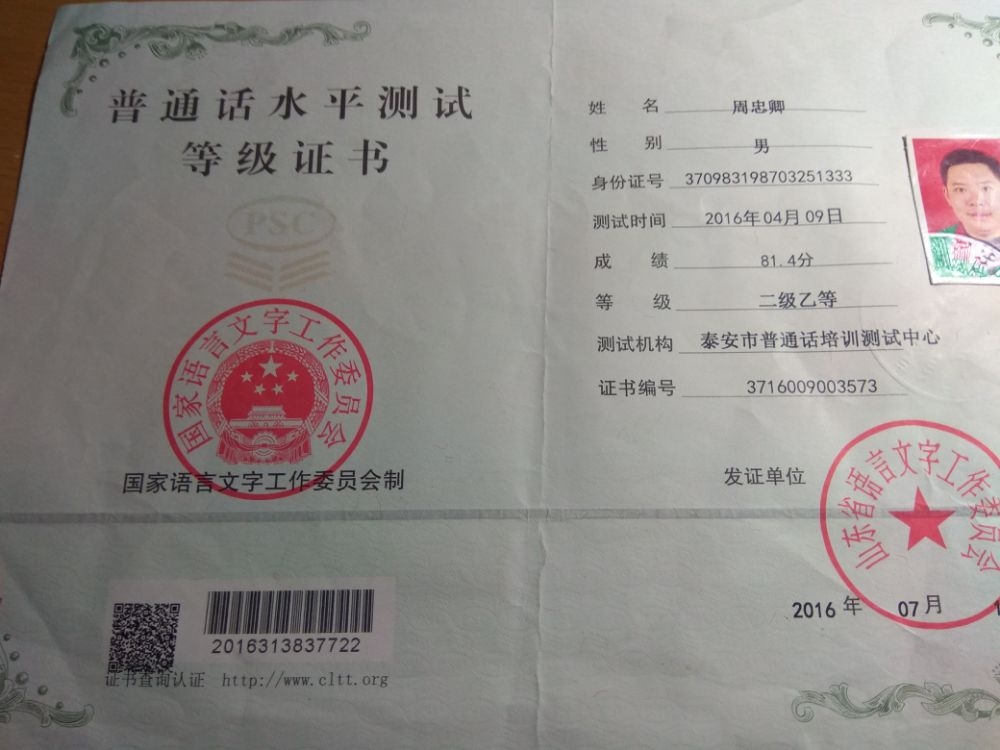 普通话水平测试
等级证书
PSC
国家语言文字工作委员会
国家语言文字工作委员会制
2016313837722
证书查询认证 http://www.cltt.org
姓 名 周忠卿
性 别 男
身份证号 370983198703251333
测试时间 2016年04月09日
成 绩 81.4分
等 级 二级乙等
测试机构 泰安市普通话培训测试中心
证书编号 3716009003573
发证单位
山东省语言文字工作委员会
2016 年 07 月